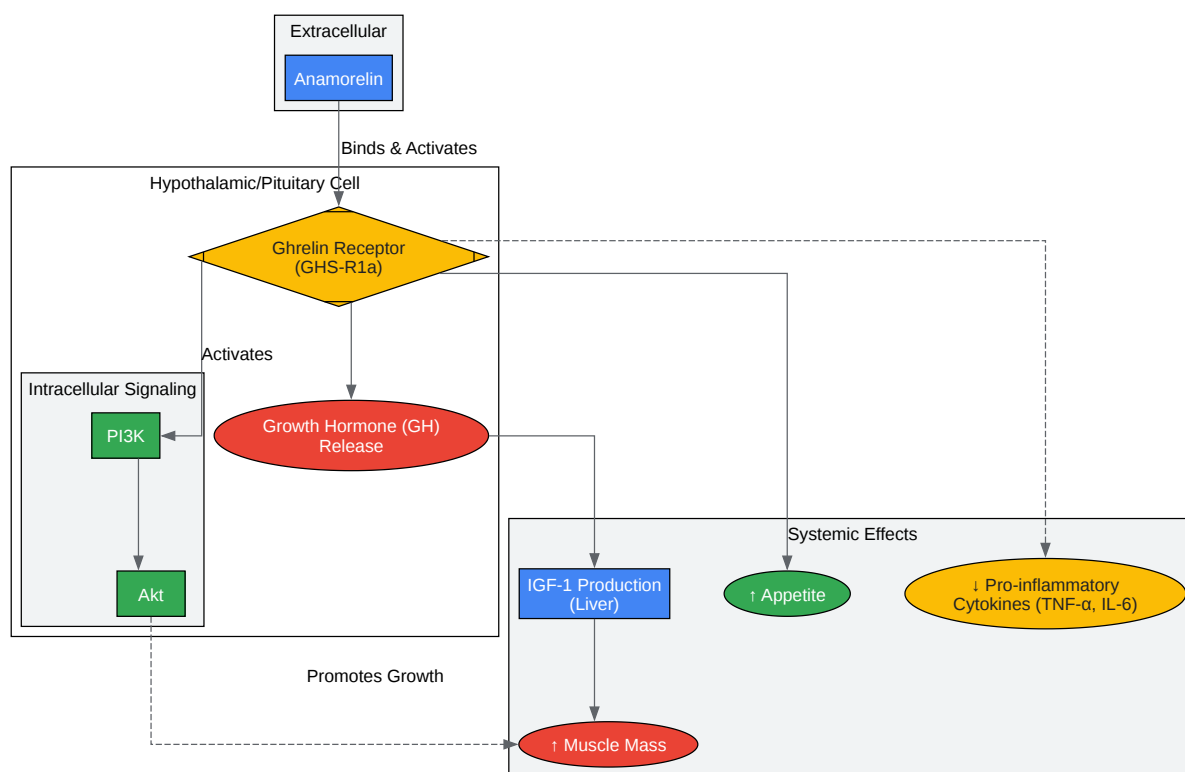 Extracellular
Anamorelin
Binds & Activates
Hypothalamic/Pituitary Cell
Ghrelin Receptor
(GHS-R1a)
Activates
Intracellular Signaling
PI3K
Growth Hormone (GH)
Release
Systemic Effects
Akt
IGF-1 Production
(Liver)
↑ Appetite
↓ Pro-inflammatory
Cytokines (TNF-α, IL-6)
Promotes Growth
↑ Muscle Mass